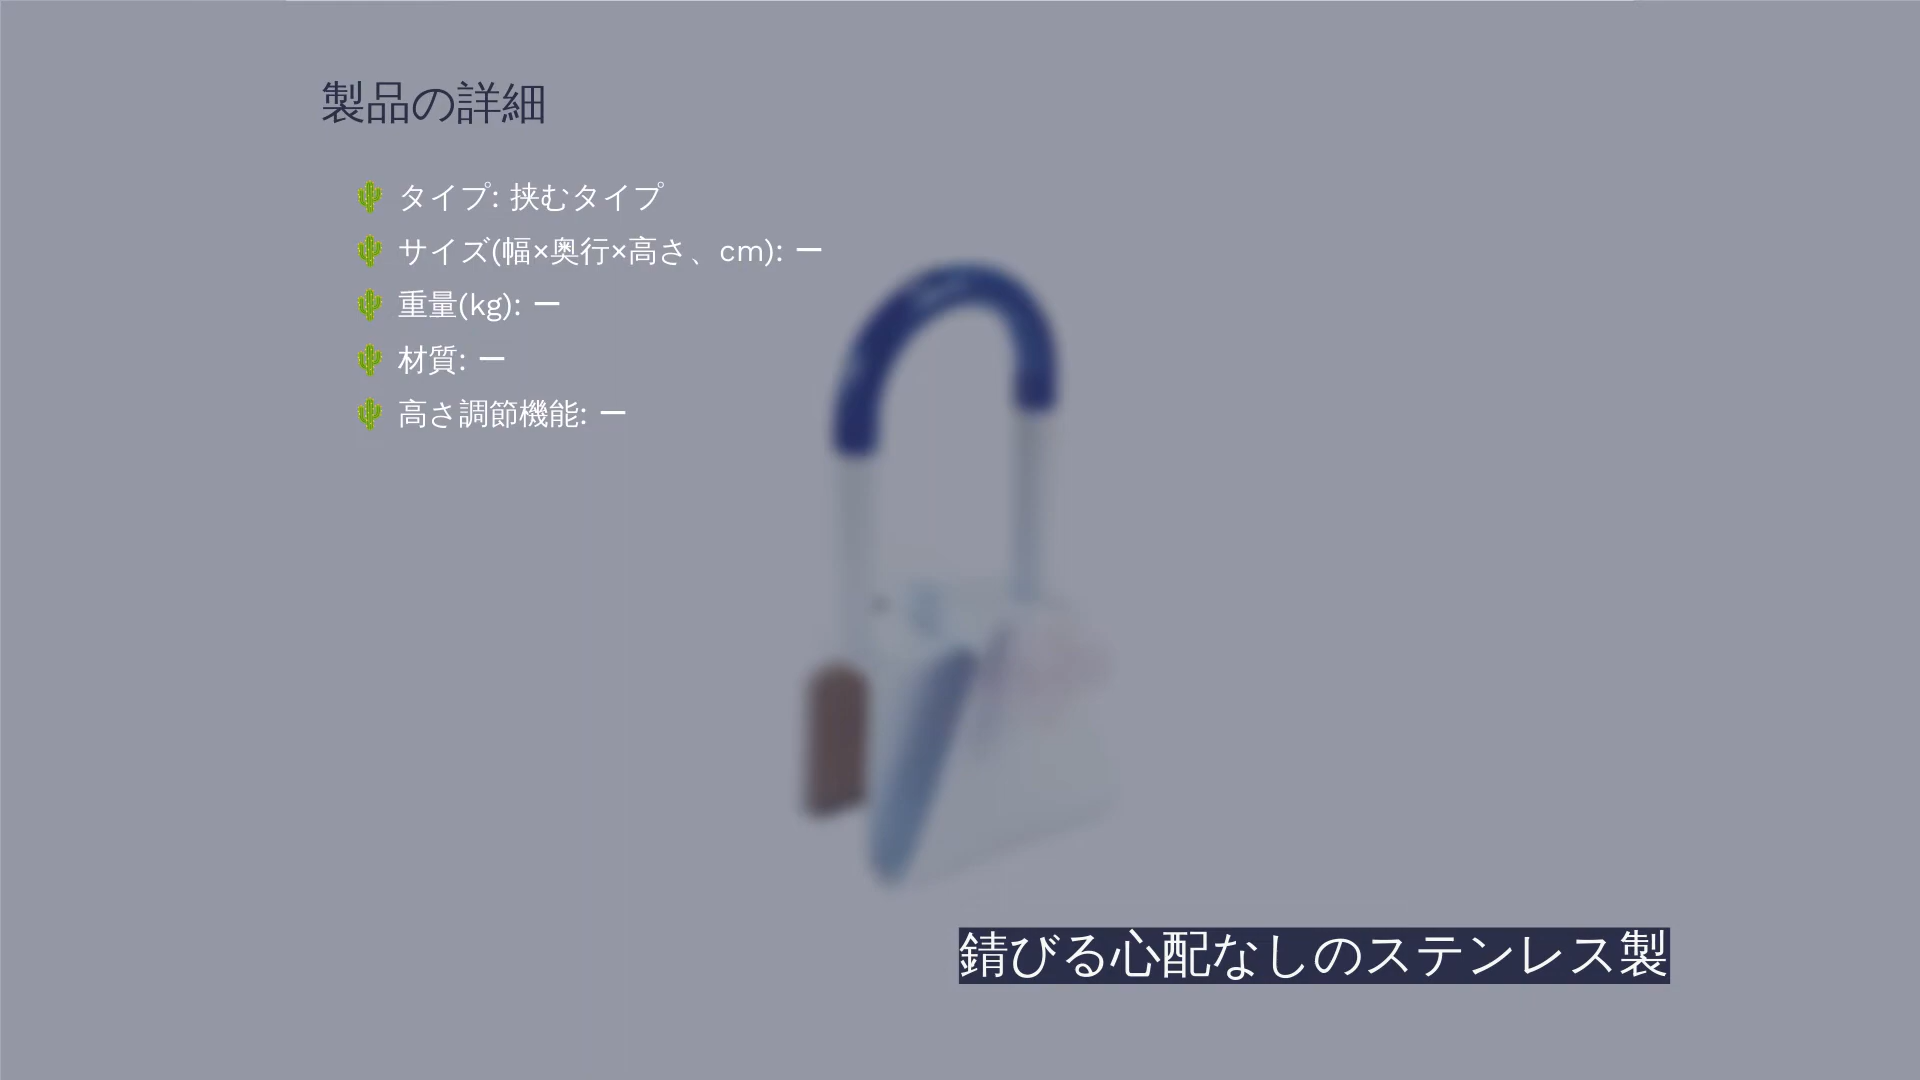 製品の詳細
🌵 タイプ: 挟むタイプ
🌵 サイズ(幅×奥行×高さ、cm): ー
🌵 重量(kg): ー
🌵 材質: ー
🌵 高さ調節機能: ー
錆びる心配なしのステンレス製